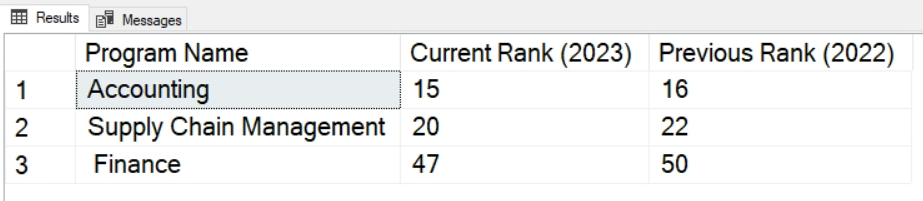 Results Messages
Program Name Current Rank (2023) Previous Rank (2022)
1 Accounting 15 16
2 Supply Chain Management 20 22
3 Finance 47 50